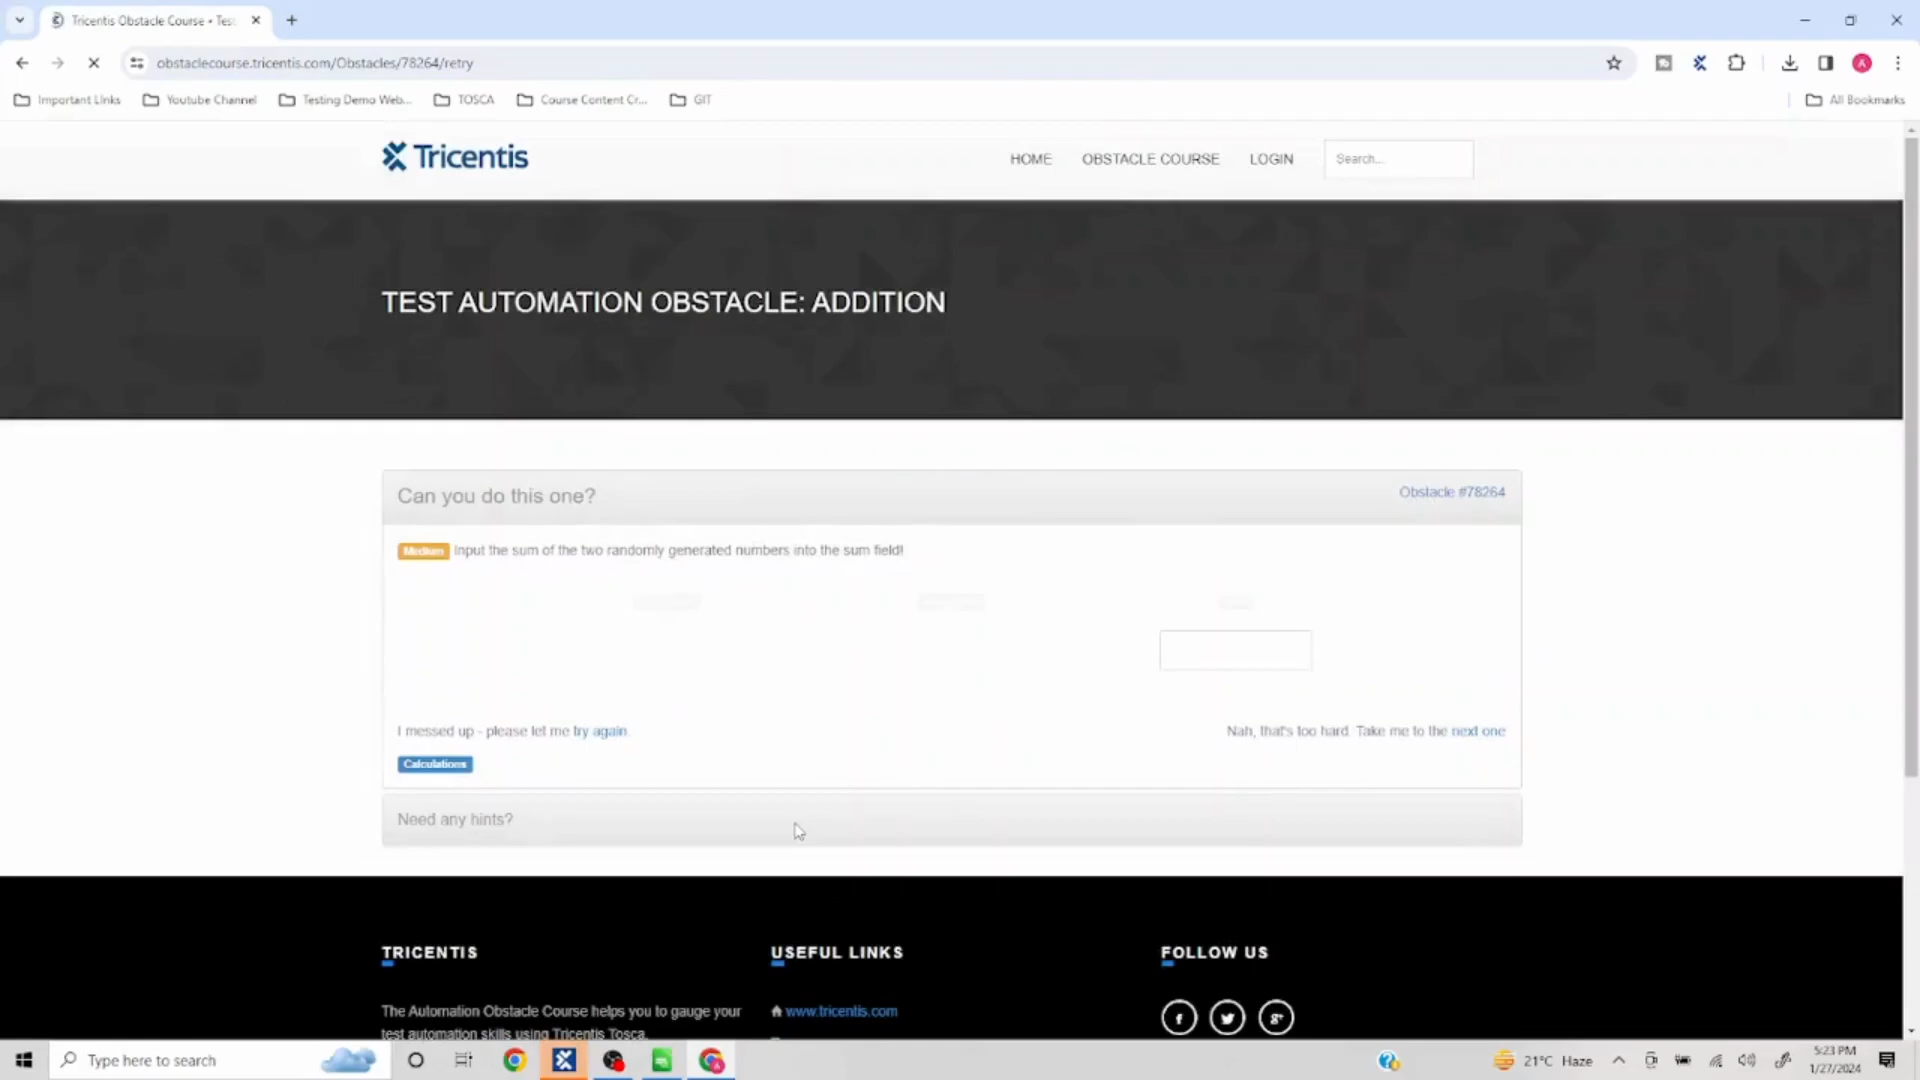 Tricentis Obstacle Course • Tes
obstaclecourse.tricentis.com/Obstacles/78264/retry
A
Important Links
Youtube Channel
Testing Demo Web...
TOSCA
Course Content Cr...
GIT
All Bookmarks
Tricentis
HOME
OBSTACLE COURSE
LOGIN
Search...
TEST AUTOMATION OBSTACLE: ADDITION
Can you do this one?
Obstacle #78264
Medium Input the sum of the two randomly generated numbers into the sum field!
I messed up - please let me try again.
Nah, that's too hard. Take me to the next one
Calculations
Need any hints?
TRICENTIS
USEFUL LINKS
FOLLOW US
The Automation Obstacle Course helps you to gauge your
www.tricentis.com
test automation skills using Tricentis Tosca.
Type here to search
21°C Haze
5:23 PM
1/27/2024